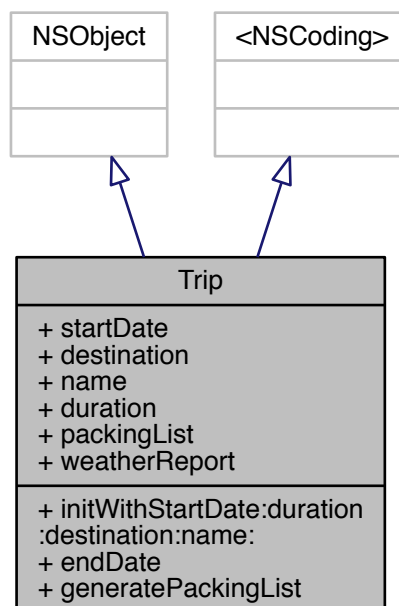 NSObject
<NSCoding>
Trip
+ startDate
+ destination
+ name
+ duration
+ packingList
+ weatherReport
+ initWithStartDate:duration
:destination:name:
+ endDate
+ generatePackingList